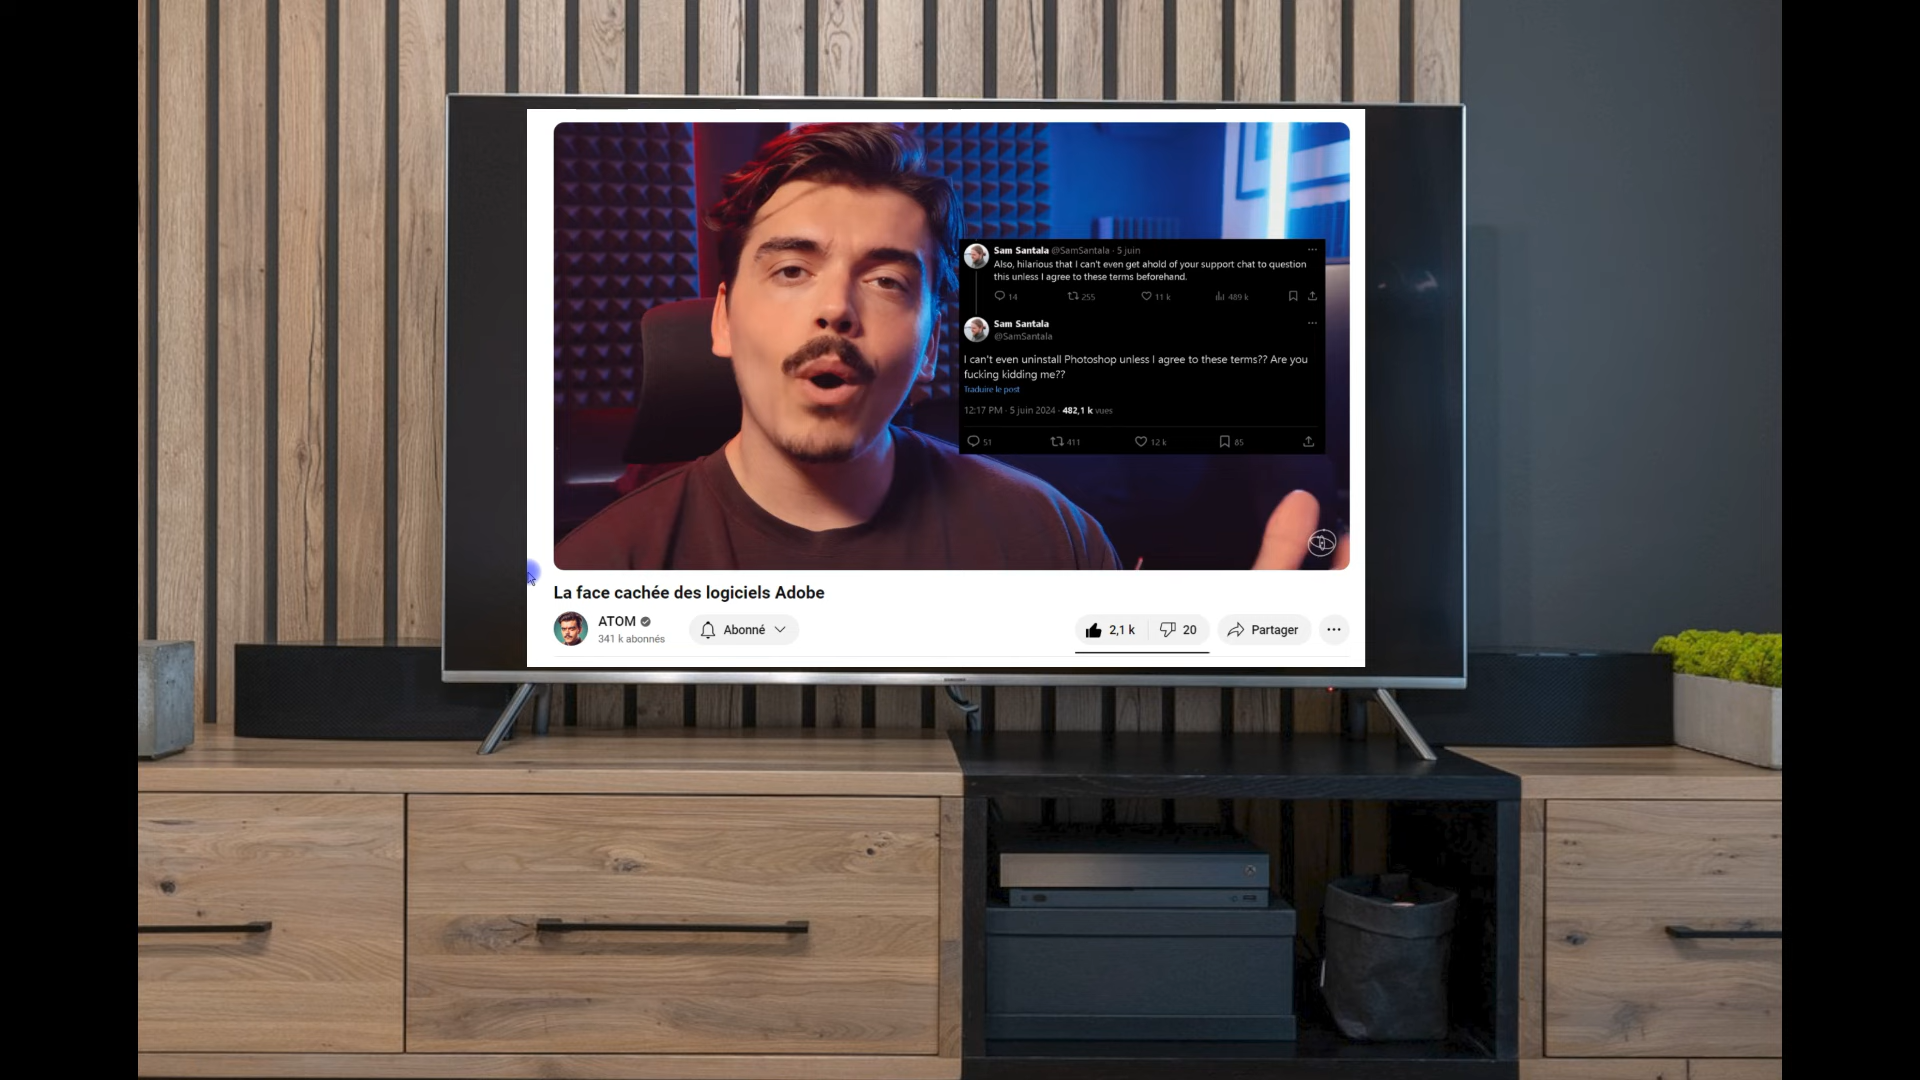 Sam Santala @SamSantala · 5 juin
Also, hilarious that I can't even get ahold of your support chat to question
this unless I agree to these terms beforehand.
14 255 11 k 489 k
Sam Santala
@SamSantala
I can't even uninstall Photoshop unless I agree to these terms?? Are you
fucking kidding me??
Traduire le post
12:17 PM · 5 juin 2024 · 482,1 k vues
51 411 12 k 85
La face cachée des logiciels Adobe
ATOM
341 k abonnés
Abonné
2,1 k
20
Partager